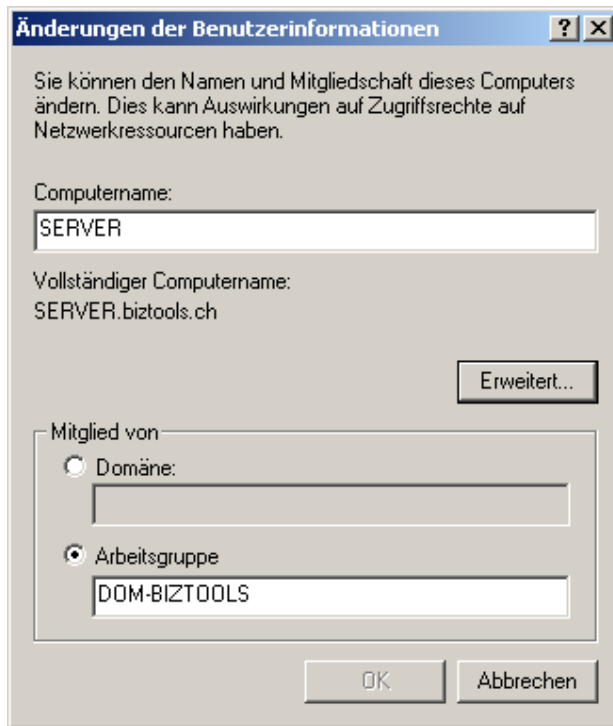 Änderungen der Benutzerinformationen
Sie können den Namen und Mitgliedschaft dieses Computers
ändern. Dies kann Auswirkungen auf Zugriffsrechte auf
Netzwerkressourcen haben.
Computername:
SERVER
Vollständiger Computername:
SERVER.biztools.ch
Erweitert...
Mitglied von
Domäne:
Arbeitsgruppe
DOM-BIZTOOLS
OK Abbrechen